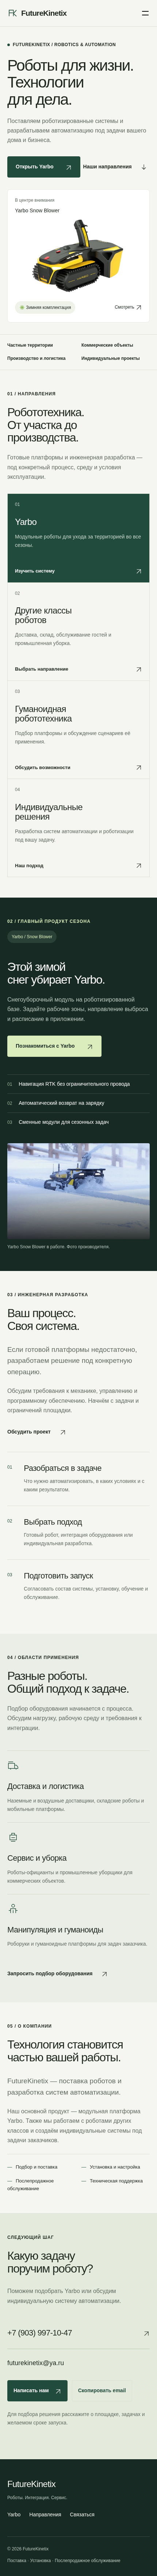 FK FutureKinetix
FUTUREKINETIX / ROBOTICS & AUTOMATION
Роботы для жизни.
Технологии
для дела.
Поставляем роботизированные системы и
разрабатываем автоматизацию под задачи вашего
дома и бизнеса.
Открыть Yarbo
Наши направления
В центре внимания
Yarbo Snow Blower
Зимняя комплектация
Смотреть
Частные территории
Коммерческие объекты
Производство и логистика
Индивидуальные проекты
01 / НАПРАВЛЕНИЯ
Робототехника.
От участка до
производства.
Готовые платформы и инженерная разработка —
под конкретный процесс, среду и условия
эксплуатации.
01
Yarbo
Модульные роботы для ухода за территорией во все
сезоны.
Изучить систему
02
Другие классы
роботов
Доставка, склад, обслуживание гостей и
промышленная уборка.
Выбрать направление
03
Гуманоидная
робототехника
Подбор платформы и обсуждение сценариев её
применения.
Обсудить возможности
04
Индивидуальные
решения
Разработка систем автоматизации и роботизации
под вашу задачу.
Наш подход
02 / ГЛАВНЫЙ ПРОДУКТ СЕЗОНА
Yarbo / Snow Blower
Этой зимой
снег убирает Yarbo.
Снегоуборочный модуль на роботизированной
базе. Задайте рабочие зоны, направление выброса
и расписание в приложении.
Познакомиться с Yarbo
01 Навигация RTK без ограничительного провода
02 Автоматический возврат на зарядку
03 Сменные модули для сезонных задач
Yarbo Snow Blower в работе. Фото производителя.
03 / ИНЖЕНЕРНАЯ РАЗРАБОТКА
Ваш процесс.
Своя система.
Если готовой платформы недостаточно,
разработаем решение под конкретную
операцию.
Обсудим требования к механике, управлению и
программному обеспечению. Начнём с задачи и
ограничений площадки.
Обсудить проект
01 Разобраться в задаче
Что нужно автоматизировать, в каких условиях и с
каким результатом.
02 Выбрать подход
Готовый робот, интеграция оборудования или
индивидуальная разработка.
03 Подготовить запуск
Согласовать состав системы, установку, обучение и
обслуживание.
04 / ОБЛАСТИ ПРИМЕНЕНИЯ
Разные роботы.
Общий подход к задаче.
Подбор оборудования начинается с процесса.
Обсудим нагрузку, рабочую среду и требования к
интеграции.
Доставка и логистика
Наземные и воздушные доставщики, складские роботы и
мобильные платформы.
Сервис и уборка
Роботы-официанты и промышленные уборщики для
коммерческих объектов.
Манипуляция и гуманоиды
Роборуки и гуманоидные платформы для задач заказчика.
Запросить подбор оборудования
05 / О КОМПАНИИ
Технология становится
частью вашей работы.
FutureKinetix — поставка роботов и
разработка систем автоматизации.
Наш основной продукт — модульная платформа
Yarbo. Также мы работаем с роботами других
классов и создаём индивидуальные системы под
задачи заказчиков.
— Подбор и поставка
— Установка и настройка
— Послепродажное
обслуживание
— Техническая поддержка
СЛЕДУЮЩИЙ ШАГ
Какую задачу
поручим роботу?
Поможем подобрать Yarbo или обсудим
индивидуальную систему автоматизации.
+7 (903) 997-10-47
futurekinetix@ya.ru
Написать нам
Скопировать email
Для подбора решения расскажите о площадке, задачах и
желаемом сроке запуска.
FutureKinetix
Роботы. Интеграция. Сервис.
Yarbo Направления Связаться
© 2026 FutureKinetix
Поставка · Установка · Послепродажное обслуживание